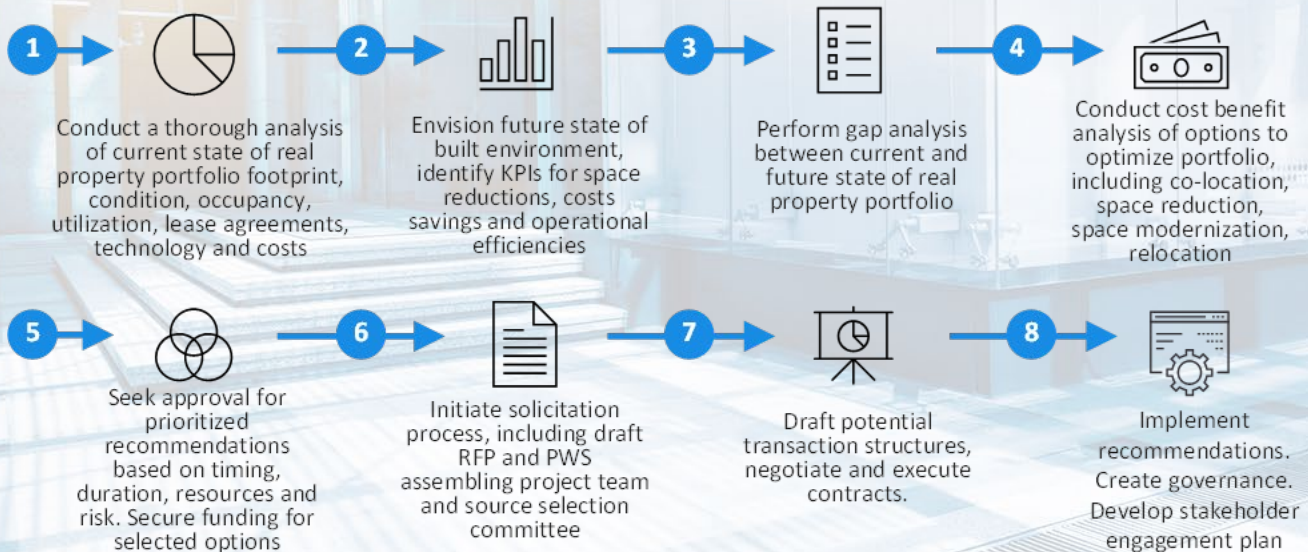 1
Conduct a thorough analysis
of current state of real
property portfolio footprint,
condition, occupancy,
utilization, lease agreements,
technology and costs
2
Envision future state of
built environment,
identify KPIs for space
reductions, costs
savings and operational
efficiencies
3
Perform gap analysis
between current and
future state of real
property portfolio
4
Conduct cost benefit
analysis of options to
optimize portfolio,
including co-location,
space reduction,
space modernization,
relocation
5
Seek approval for
prioritized
recommendations
based on timing,
duration, resources and
risk. Secure funding for
selected options
6
Initiate solicitation
process, including draft
RFP and PWS
assembling project team
and source selection
committee
7
Draft potential
transaction structures,
negotiate and execute
contracts.
8
Implement
recommendations.
Create governance.
Develop stakeholder
engagement plan